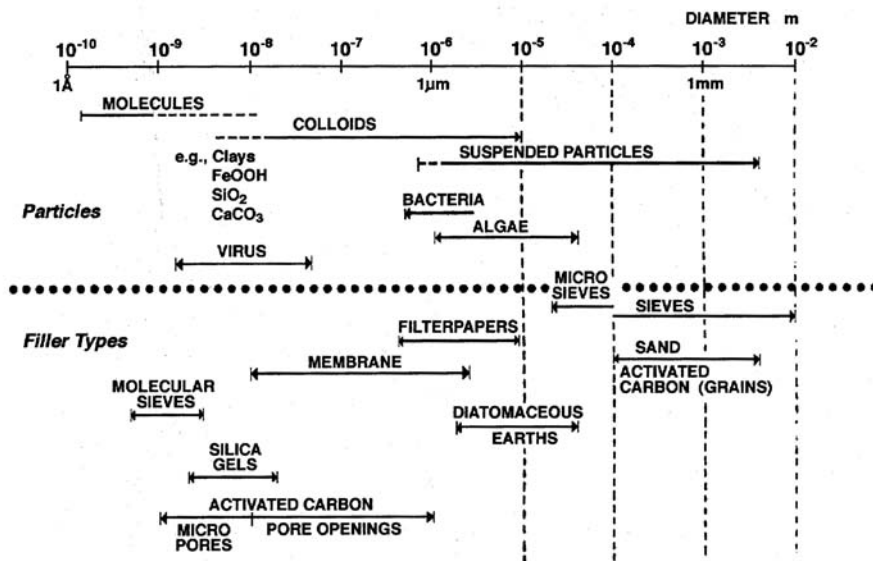 DIAMETER m
10⁻¹⁰ 10⁻⁹ 10⁻⁸ 10⁻⁷ 10⁻⁶ 10⁻⁵ 10⁻⁴ 10⁻³ 10⁻²
1Å 1µm 1mm
MOLECULES
COLLOIDS
e.g., Clays
FeOOH
SiO₂
CaCO₃
SUSPENDED PARTICLES
BACTERIA
Particles
ALGAE
VIRUS
MICRO
SIEVES
SIEVES
Filler Types
FILTERPAPERS
MEMBRANE
SAND
ACTIVATED
CARBON (GRAINS)
MOLECULAR
SIEVES
DIATOMACEOUS
EARTHS
SILICA
GELS
ACTIVATED CARBON
MICRO
PORES
PORE OPENINGS